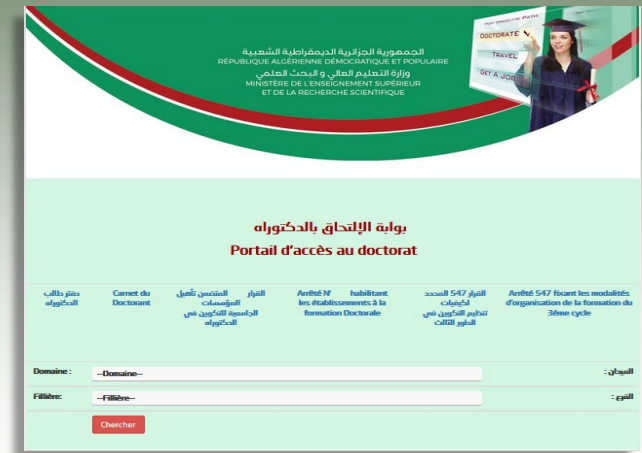 الجمهورية الجزائرية الديمقراطية الشعبية
RÉPUBLIQUE ALGÉRIENNE DÉMOCRATIQUE ET POPULAIRE
وزارة التعليم العالي و البحث العلمي
MINISTÈRE DE L'ENSEIGNEMENT SUPÉRIEUR
ET DE LA RECHERCHE SCIENTIFIQUE
POST GRADUATE PATH
DOCTORATE
TRAVEL
GET A JOB
بوابة الإلتحاق بالدكتوراه
Portail d'accès au doctorat
دفتر طالب
الدكتوراه
Carnet du
Doctorant
القرار المتضمن تأهيل
المؤسسات
الجامعية للتكوين في
الدكتوراه
Arrêté N° habilitant
les établissements à la
formation Doctorale
القرار 547 المحدد
لكيفيات
تنظيم التكوين في
الطور الثالث
Arrêté 547 fixant les modalités
d'organisation de la formation du
3éme cycle
Domaine :
--Domaine--
الميدان :
Fillière:
--Fillière--
الفرع :
Chercher